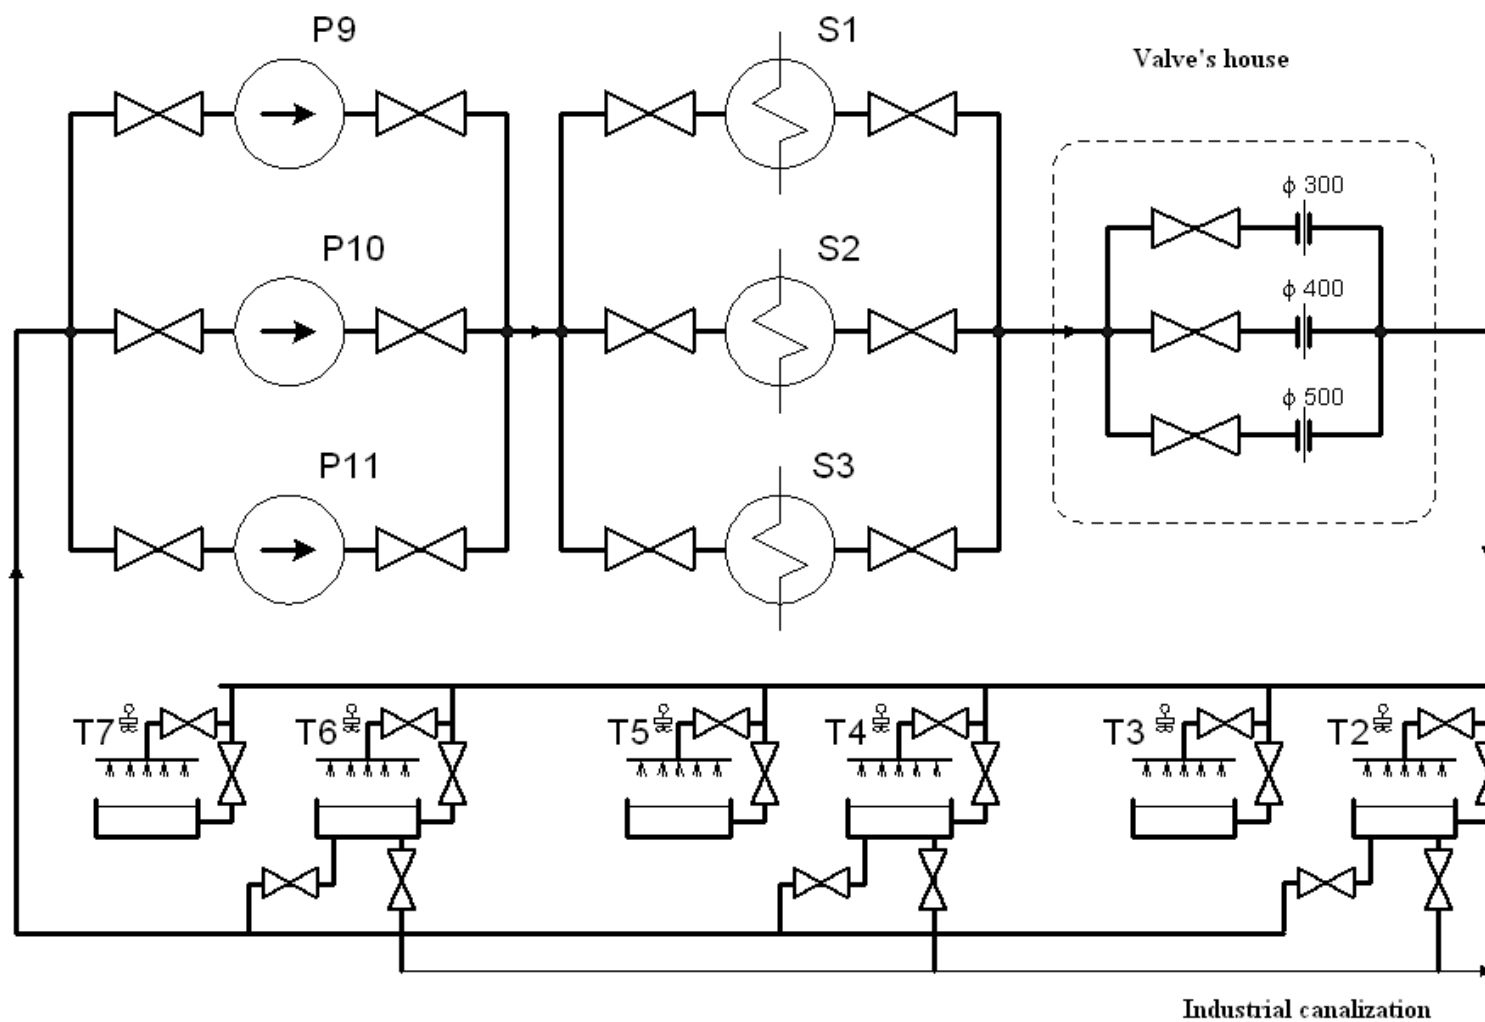 P9
S1
Valve's house
ϕ 300
P10
S2
ϕ 400
ϕ 500
P11
S3
T7
T6
T5
T4
T3
T2
Industrial canalization